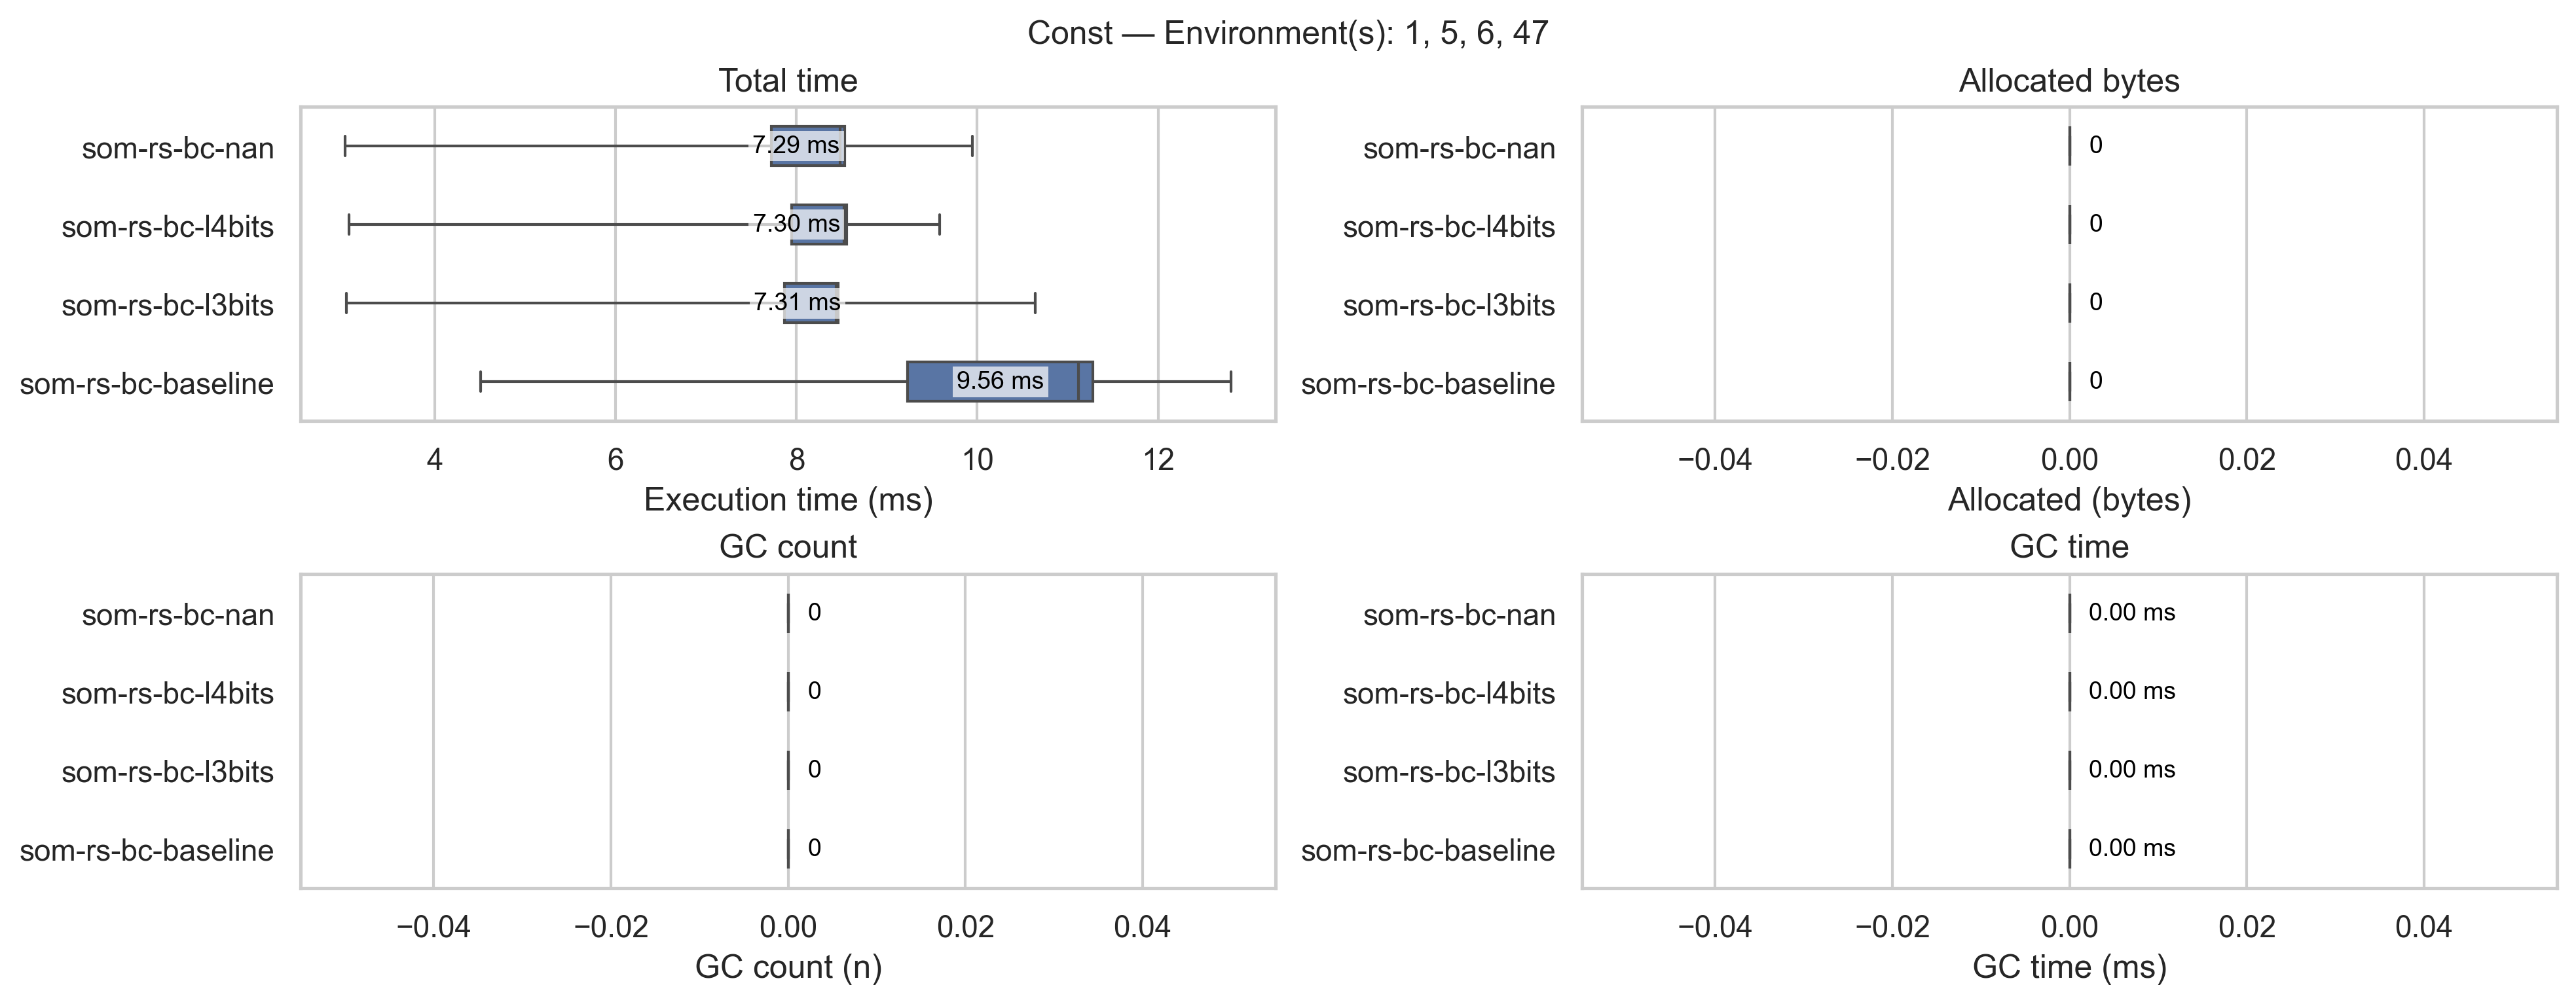 Const — Environment(s): 1, 5, 6, 47
Total time
som-rs-bc-nan
7.29 ms
som-rs-bc-l4bits
7.30 ms
som-rs-bc-l3bits
7.31 ms
som-rs-bc-baseline
9.56 ms
4 6 8 10 12
Execution time (ms)
Allocated bytes
som-rs-bc-nan
0
som-rs-bc-l4bits
0
som-rs-bc-l3bits
0
som-rs-bc-baseline
0
−0.04 −0.02 0.00 0.02 0.04
Allocated (bytes)
GC count
som-rs-bc-nan
0
som-rs-bc-l4bits
0
som-rs-bc-l3bits
0
som-rs-bc-baseline
0
−0.04 −0.02 0.00 0.02 0.04
GC count (n)
GC time
som-rs-bc-nan
0.00 ms
som-rs-bc-l4bits
0.00 ms
som-rs-bc-l3bits
0.00 ms
som-rs-bc-baseline
0.00 ms
−0.04 −0.02 0.00 0.02 0.04
GC time (ms)